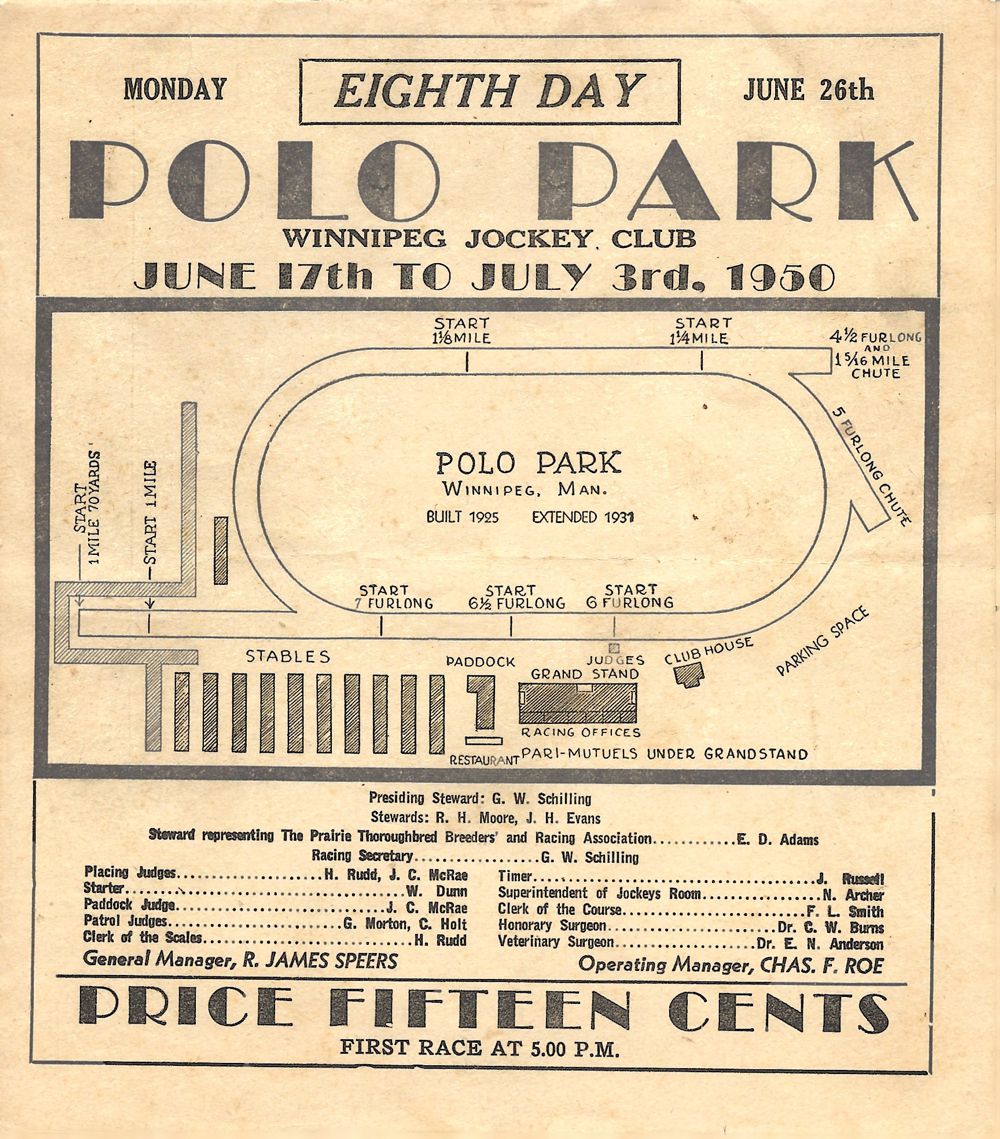 MONDAY
EIGHTH DAY
JUNE 26th
POLO PARK
WINNIPEG JOCKEY CLUB
JUNE 17th TO JULY 3rd, 1950
START
1⅛ MILE
START
1¼ MILE
4½ FURLONG
AND
1 5/16 MILE
CHUTE
5 FURLONG CHUTE
POLO PARK
WINNIPEG, MAN.
BUILT 1925 EXTENDED 1931
START
1 MILE 70 YARDS
START 1 MILE
START
7 FURLONG
START
6½ FURLONG
START
6 FURLONG
STABLES
PADDOCK
JUDGES
GRAND STAND
CLUB HOUSE
PARKING SPACE
RACING OFFICES
RESTAURANT
PARI-MUTUELS UNDER GRANDSTAND
Presiding Steward: G. W. Schilling
Stewards: R. H. Moore, J. H. Evans
Steward representing The Prairie Thoroughbred Breeders' and Racing Association...........E. D. Adams
Racing Secretary.................G. W. Schilling
Placing Judges....................H. Rudd, J. C. McRae
Starter......................................W. Dunn
Paddock Judge.............................J. C. McRae
Patrol Judges........................G. Morton, C. Holt
Clerk of the Scales.............................H. Rudd
Timer.......................................J. Russell
Superintendent of Jockeys Room.................N. Archer
Clerk of the Course.........................F. L. Smith
Honorary Surgeon.......................Dr. C. W. Burns
Veterinary Surgeon...................Dr. E. N. Anderson
General Manager, R. JAMES SPEERS
Operating Manager, CHAS. F. ROE
PRICE FIFTEEN CENTS
FIRST RACE AT 5.00 P.M.